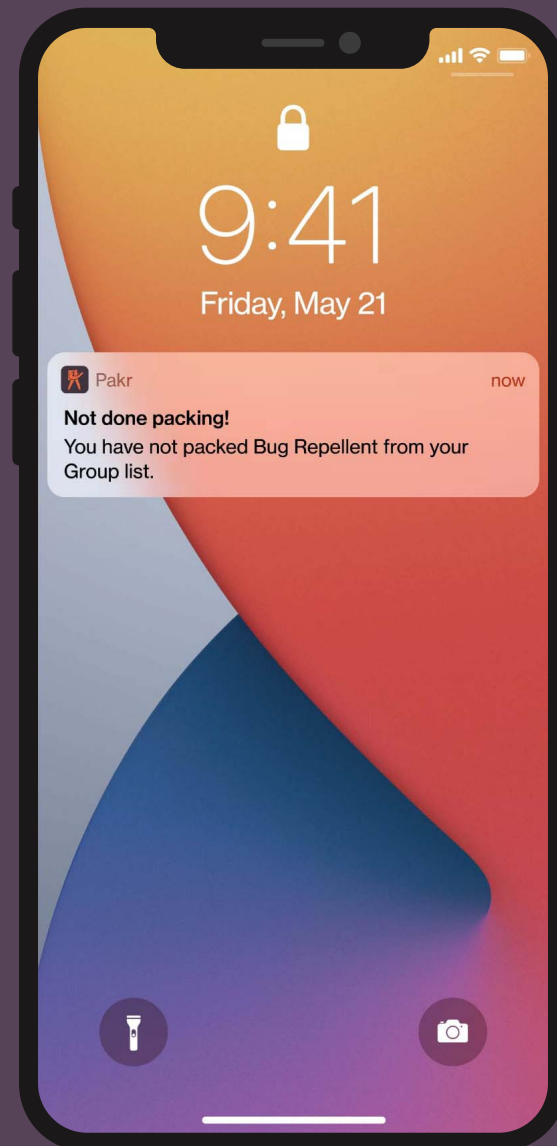 9:41
Friday, May 21
Pakr
now
Not done packing!
You have not packed Bug Repellent from your
Group list.